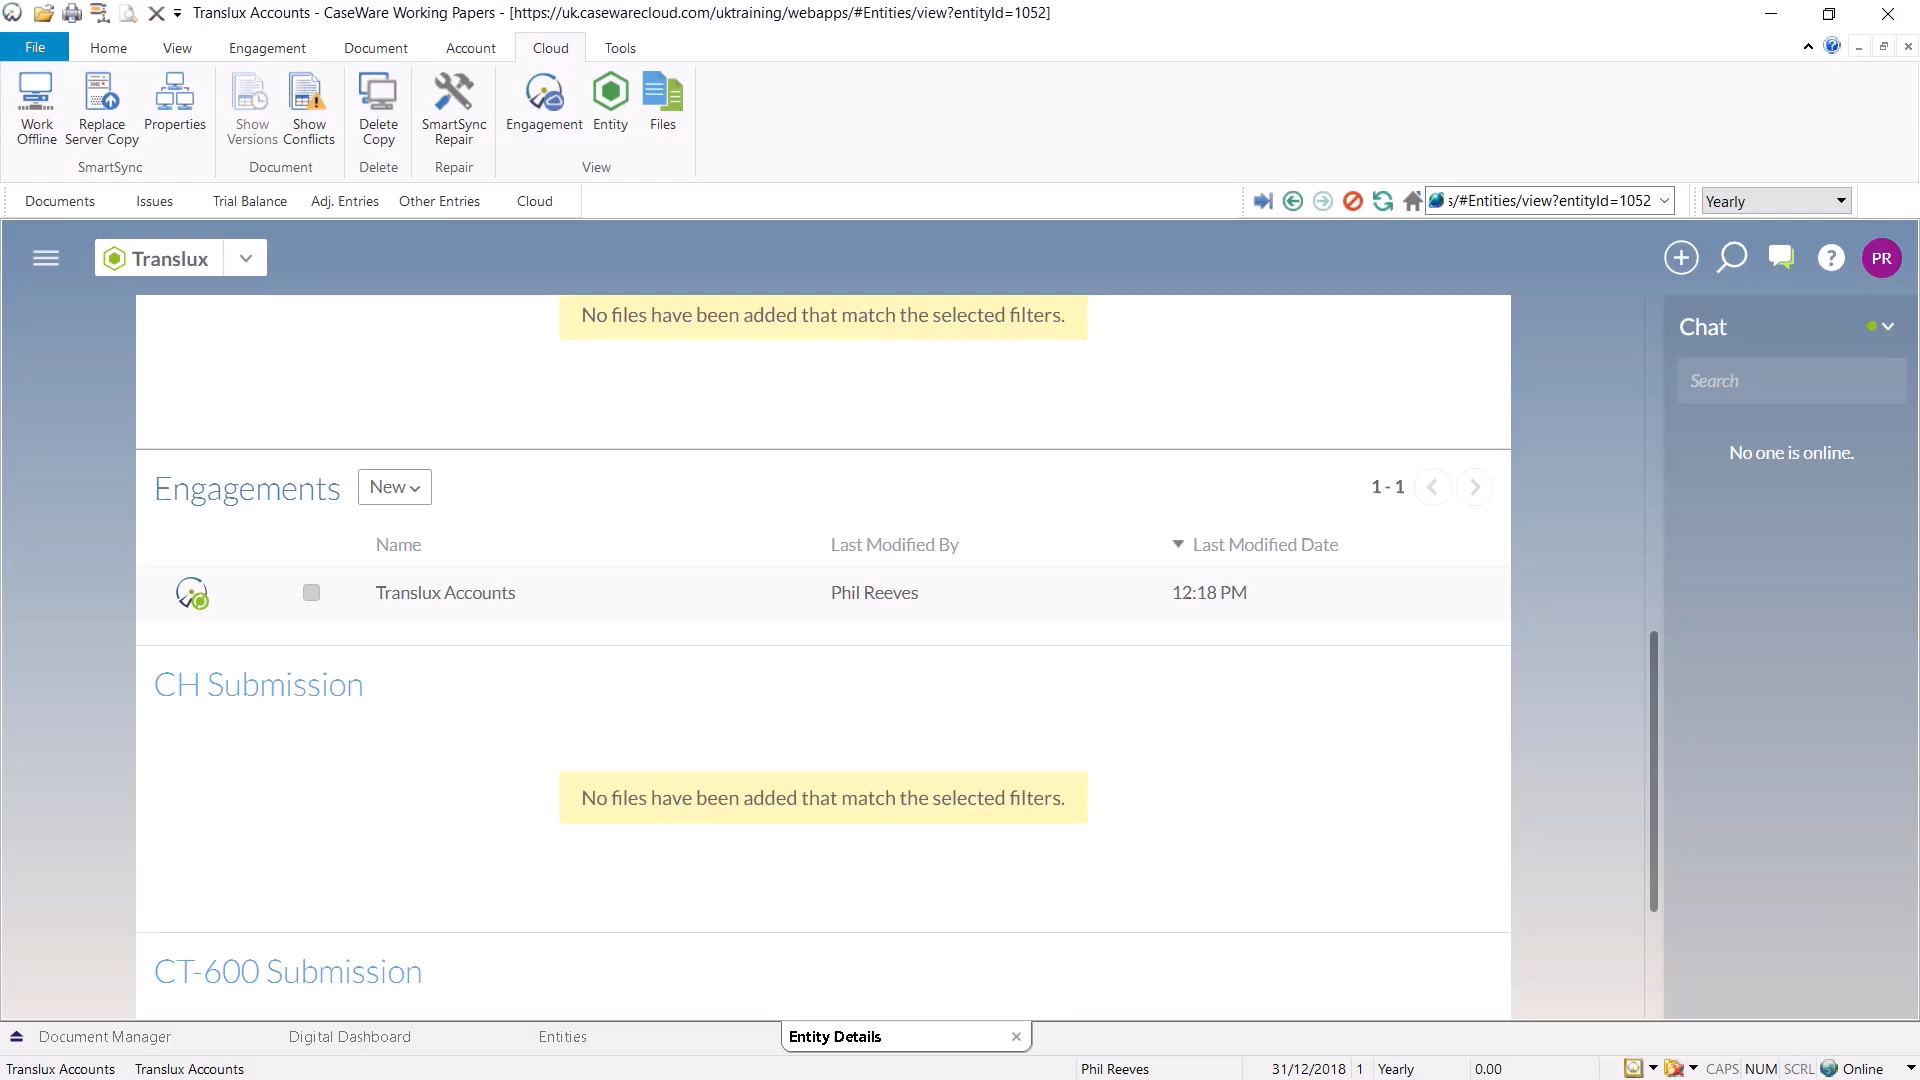 Translux Accounts - CaseWare Working Papers - [https://uk.casewarecloud.com/uktraining/webapps/#Entities/view?entityId=1052]
File Home View Engagement Document Account Cloud Tools
Work Offline
Replace Server Copy
Properties
Show Versions
Show Conflicts
Delete Copy
SmartSync Repair
Engagement
Entity
Files
SmartSync Document Delete Repair View
Documents Issues Trial Balance Adj. Entries Other Entries Cloud
s/#Entities/view?entityId=1052
Yearly
Translux
PR
No files have been added that match the selected filters.
Chat
Search
No one is online.
Engagements New 1 - 1
Name Last Modified By Last Modified Date
Translux Accounts Phil Reeves 12:18 PM
CH Submission
No files have been added that match the selected filters.
CT-600 Submission
Document Manager Digital Dashboard Entities Entity Details
Translux Accounts Translux Accounts Phil Reeves 31/12/2018 1 Yearly 0.00 CAPS NUM SCRL Online